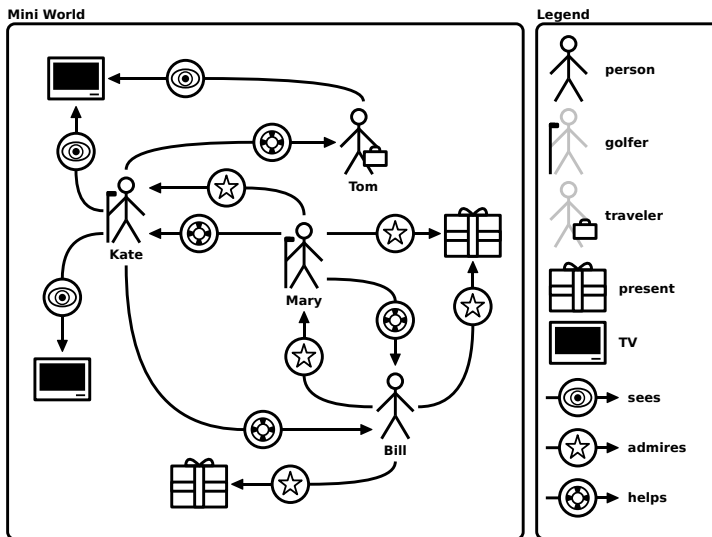 Mini World
Legend
person
golfer
Tom
traveler
Kate
present
Mary
TV
sees
Bill
admires
helps